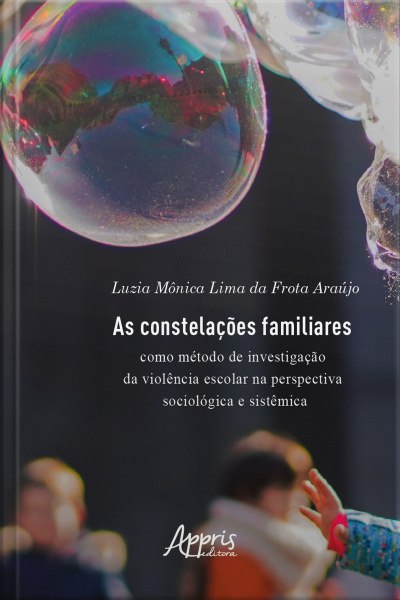 Luzia Mônica Lima da Frota Araújo
As constelações familiares
como método de investigação
da violência escolar na perspectiva
sociológica e sistêmica
Appris
editora